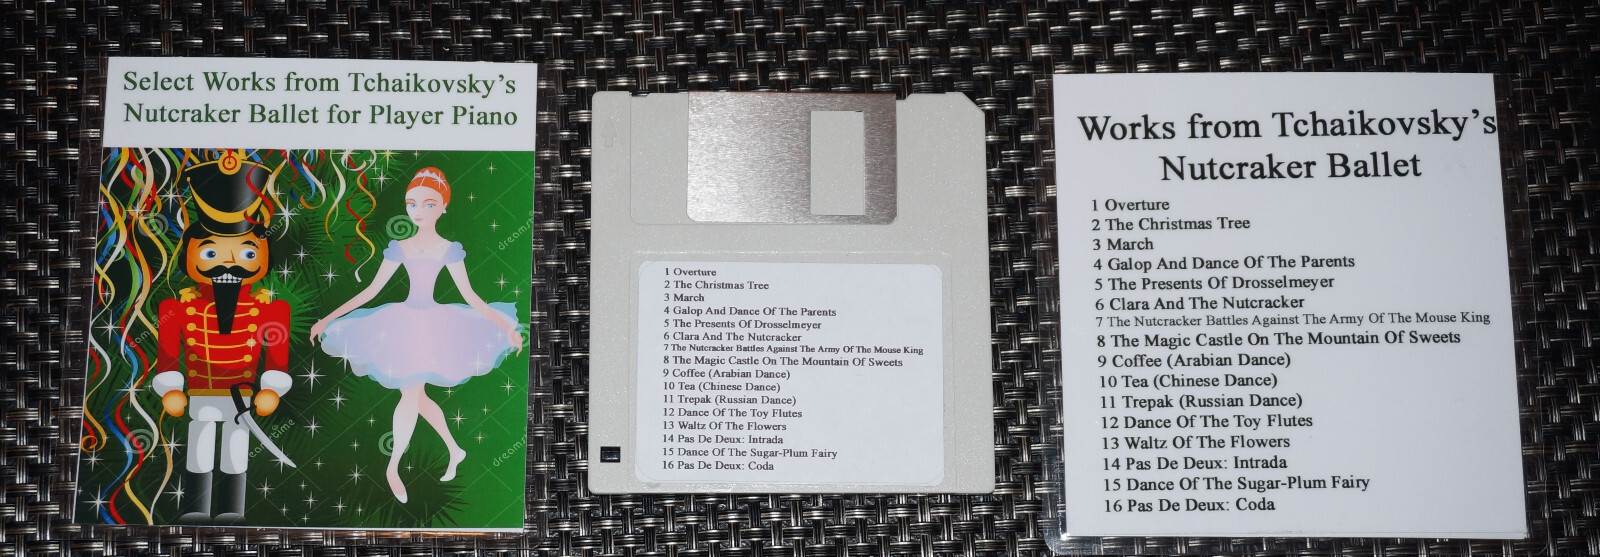 Select Works from Tchaikovsky's
Nutcraker Ballet for Player Piano
dreamstime
dreamstime
dreamstime
1 Overture
2 The Christmas Tree
3 March
4 Galop And Dance Of The Parents
5 The Presents Of Drosselmeyer
6 Clara And The Nutcracker
7 The Nutcracker Battles Against The Army Of The Mouse King
8 The Magic Castle On The Mountain Of Sweets
9 Coffee (Arabian Dance)
10 Tea (Chinese Dance)
11 Trepak (Russian Dance)
12 Dance Of The Toy Flutes
13 Waltz Of The Flowers
14 Pas De Deux: Intrada
15 Dance Of The Sugar-Plum Fairy
16 Pas De Deux: Coda
Works from Tchaikovsky's
Nutcraker Ballet
1 Overture
2 The Christmas Tree
3 March
4 Galop And Dance Of The Parents
5 The Presents Of Drosselmeyer
6 Clara And The Nutcracker
7 The Nutcracker Battles Against The Army Of The Mouse King
8 The Magic Castle On The Mountain Of Sweets
9 Coffee (Arabian Dance)
10 Tea (Chinese Dance)
11 Trepak (Russian Dance)
12 Dance Of The Toy Flutes
13 Waltz Of The Flowers
14 Pas De Deux: Intrada
15 Dance Of The Sugar-Plum Fairy
16 Pas De Deux: Coda